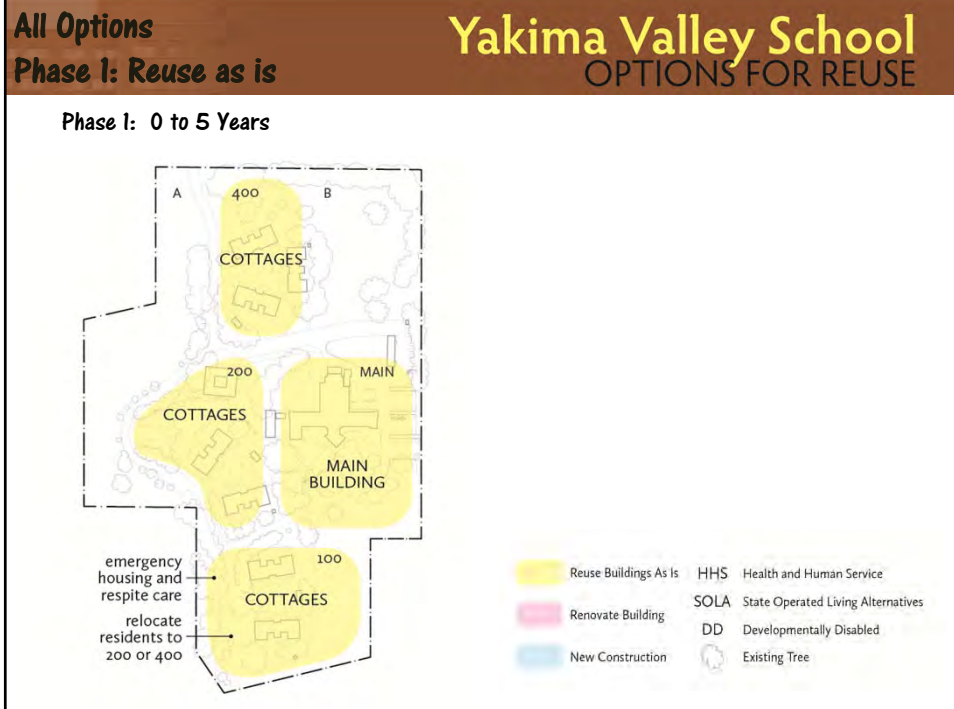 All Options
Phase 1: Reuse as is
Yakima Valley School
OPTIONS FOR REUSE
Phase 1: 0 to 5 Years
A
400
B
COTTAGES
200
MAIN
COTTAGES
MAIN
BUILDING
100
emergency
housing and
respite care
COTTAGES
relocate
residents to
200 or 400
Reuse Buildings As Is
Renovate Building
New Construction
HHS Health and Human Service
SOLA State Operated Living Alternatives
DD Developmentally Disabled
Existing Tree